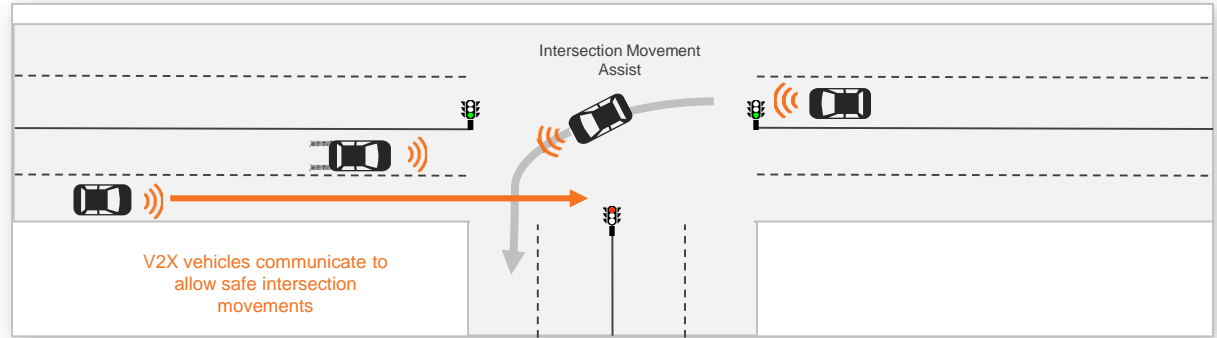 Intersection Movement
Assist
V2X vehicles communicate to
allow safe intersection
movements